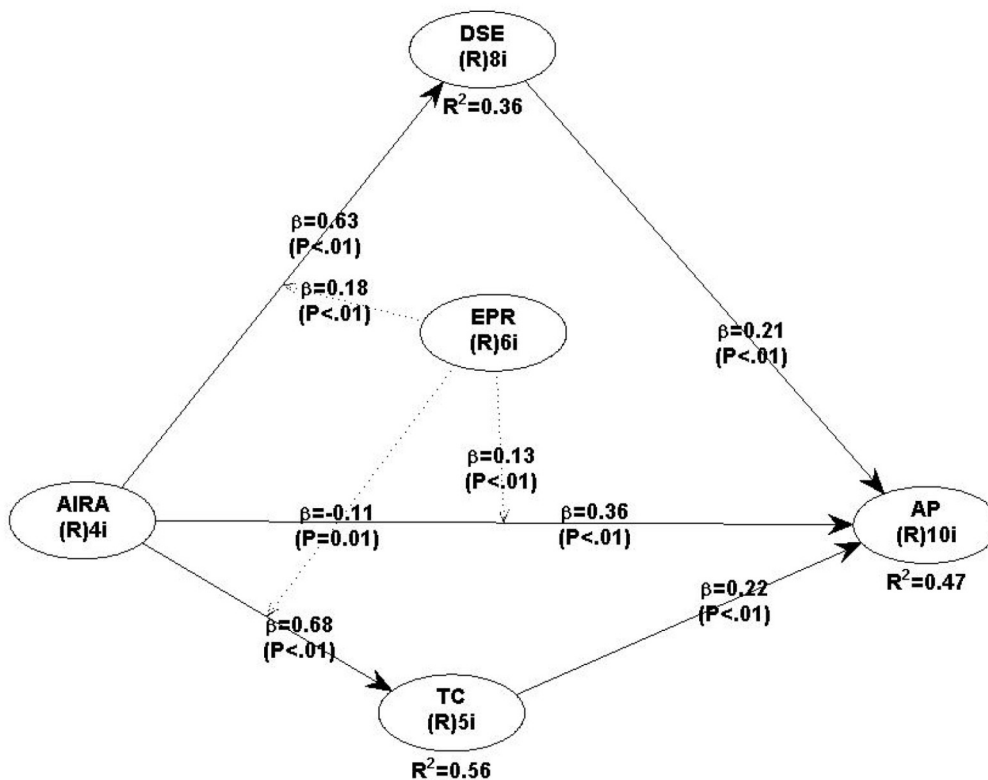 DSE
(R)8i
R²=0.36
β=0.63
(P<.01)
β=0.18
(P<.01)
EPR
(R)6i
β=0.21
(P<.01)
β=0.13
(P<.01)
AIRA
(R)4i
β=-0.11
(P=0.01)
β=0.36
(P<.01)
AP
(R)10i
R²=0.47
β=0.22
(P<.01)
β=0.68
(P<.01)
TC
(R)5i
R²=0.56